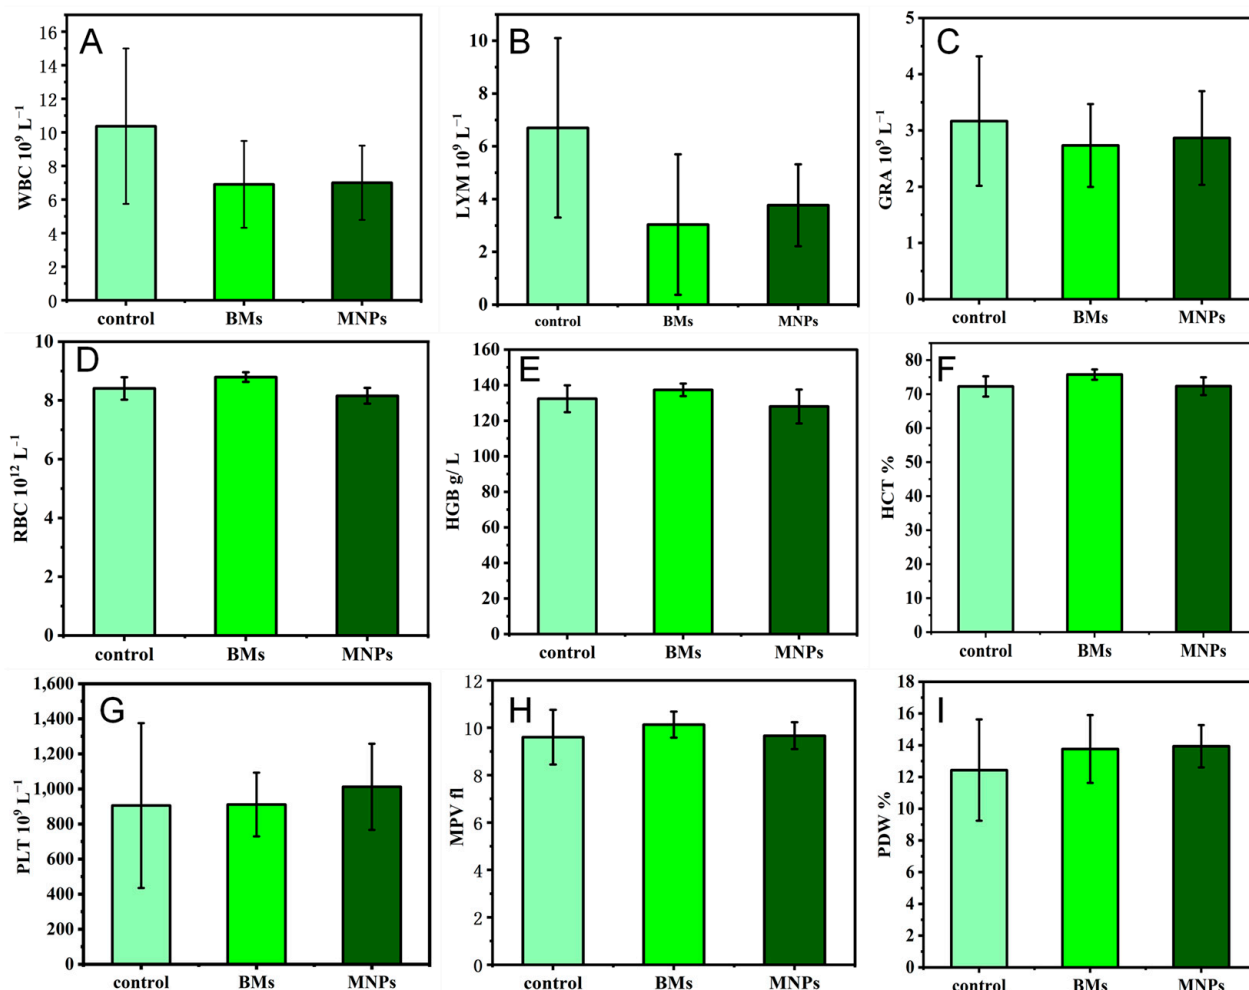 A
WBC 10⁹ L⁻¹
16
14
12
10
8
6
4
2
0
control BMs MNPs
B
LYM 10⁹ L⁻¹
10
8
6
4
2
0
control BMs MNPs
C
GRA 10⁹ L⁻¹
5
4
3
2
1
0
control BMs MNPs
D
RBC 10¹² L⁻¹
10
8
6
4
2
0
control BMs MNPs
E
HGB g/ L
160
140
120
100
80
60
40
20
0
control BMs MNPs
F
HCT %
80
70
60
50
40
30
20
10
0
control BMs MNPs
G
PLT 10⁹ L⁻¹
1,600
1,400
1,200
1,000
800
600
400
200
0
control BMs MNPs
H
MPV fl
12
10
8
6
4
2
0
control BMs MNPs
I
PDW %
18
16
14
12
10
8
6
4
2
0
control BMs MNPs